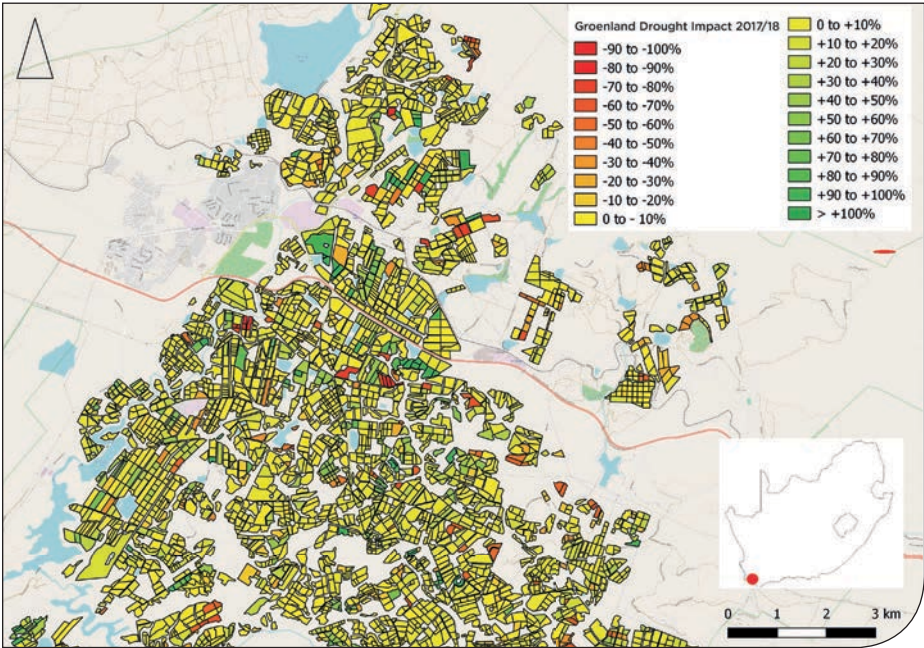 Groenland Drought Impact 2017/18
-90 to -100%
-80 to -90%
-70 to -80%
-60 to -70%
-50 to -60%
-40 to -50%
-30 to -40%
-20 to -30%
-10 to -20%
0 to - 10%
0 to +10%
+10 to +20%
+20 to +30%
+30 to +40%
+40 to +50%
+50 to +60%
+60 to +70%
+70 to +80%
+80 to +90%
+90 to +100%
> +100%
0 1 2 3 km